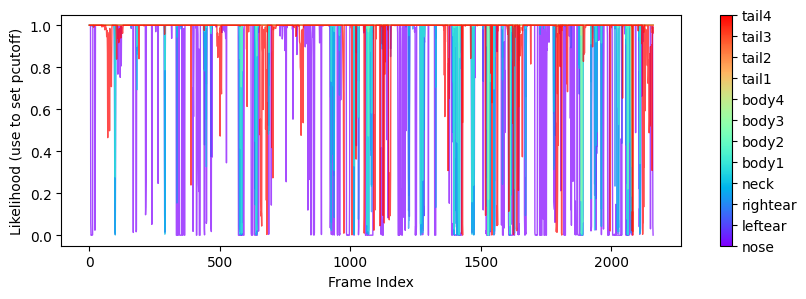 Likelihood (use to set pcutoff)
1.0
0.8
0.6
0.4
0.2
0.0
0
500
1000
1500
2000
Frame Index
tail4
tail3
tail2
tail1
body4
body3
body2
body1
neck
rightear
leftear
nose